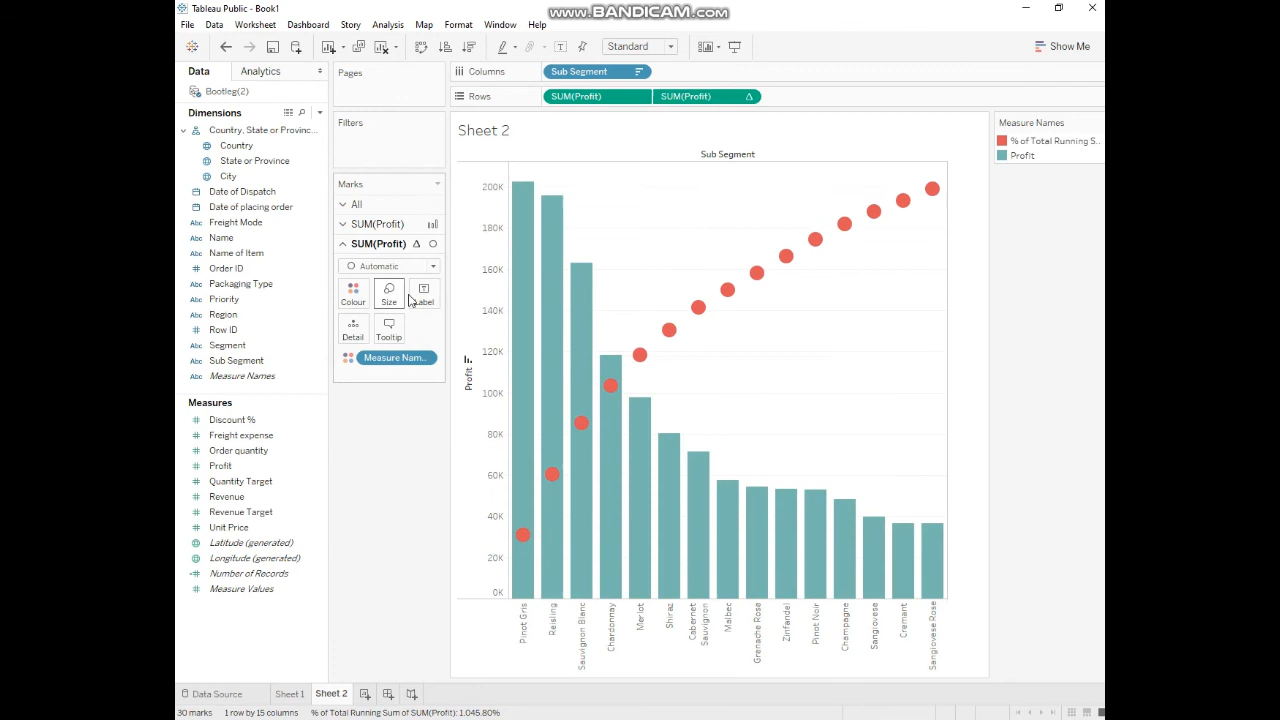 Tableau Public - Book1
www.BANDICAM.com
File Data Worksheet Dashboard Story Analysis Map Format Window Help
Standard
Show Me
Data Analytics
Bootleg(2)
Dimensions
Country, State or Provinc...
Country
State or Province
City
Date of Dispatch
Date of placing order
Abc Freight Mode
Abc Name
Abc Name of Item
Order ID
Abc Packaging Type
Abc Priority
Abc Region
Row ID
Abc Segment
Abc Sub Segment
Abc Measure Names
Measures
Discount %
Freight expense
Order quantity
Profit
Quantity Target
Revenue
Revenue Target
Unit Price
Latitude (generated)
Longitude (generated)
Number of Records
Measure Values
Pages
Filters
Marks
All
SUM(Profit)
SUM(Profit)
Automatic
Colour Size Label
Detail Tooltip
Measure Nam..
Columns Sub Segment
Rows SUM(Profit) SUM(Profit)
Sheet 2
Sub Segment
200K
180K
160K
140K
120K
100K
80K
60K
40K
20K
0K
Profit
Pinot Gris
Reisling
Sauvignon Blanc
Chardonnay
Merlot
Shiraz
Cabernet
Sauvignon
Malbec
Grenache Rose
Zinfandel
Pinot Noir
Champagne
Sangiovese
Cremant
Sangiovese Rose
Measure Names
% of Total Running S..
Profit
Data Source Sheet 1 Sheet 2
30 marks 1 row by 15 columns % of Total Running Sum of SUM(Profit): 1,045.80%